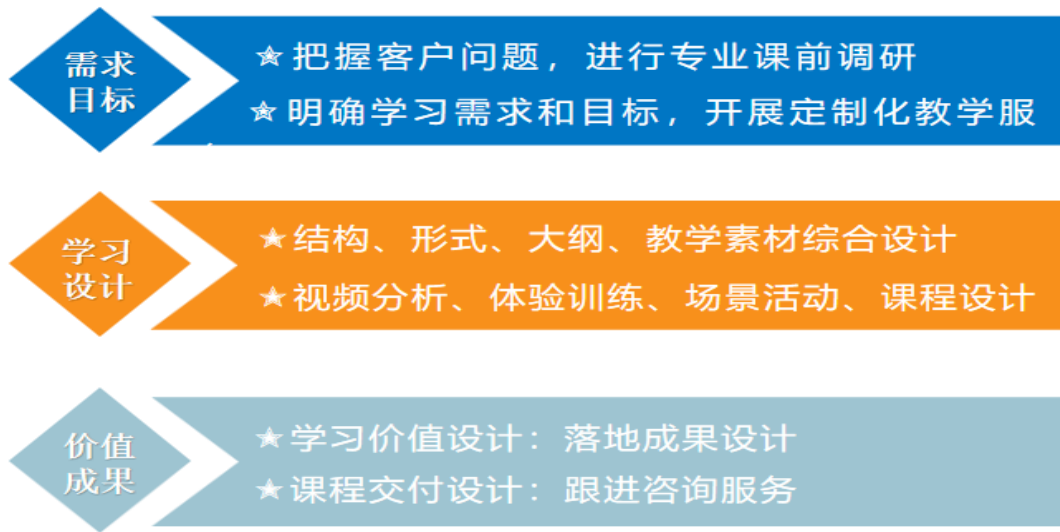 需求
目标
✭把握客户问题，进行专业课前调研
✭明确学习需求和目标，开展定制化教学服
学习
设计
✭结构、形式、大纲、教学素材综合设计
✭视频分析、体验训练、场景活动、课程设计
价值
成果
✭学习价值设计：落地成果设计
✭课程交付设计：跟进咨询服务